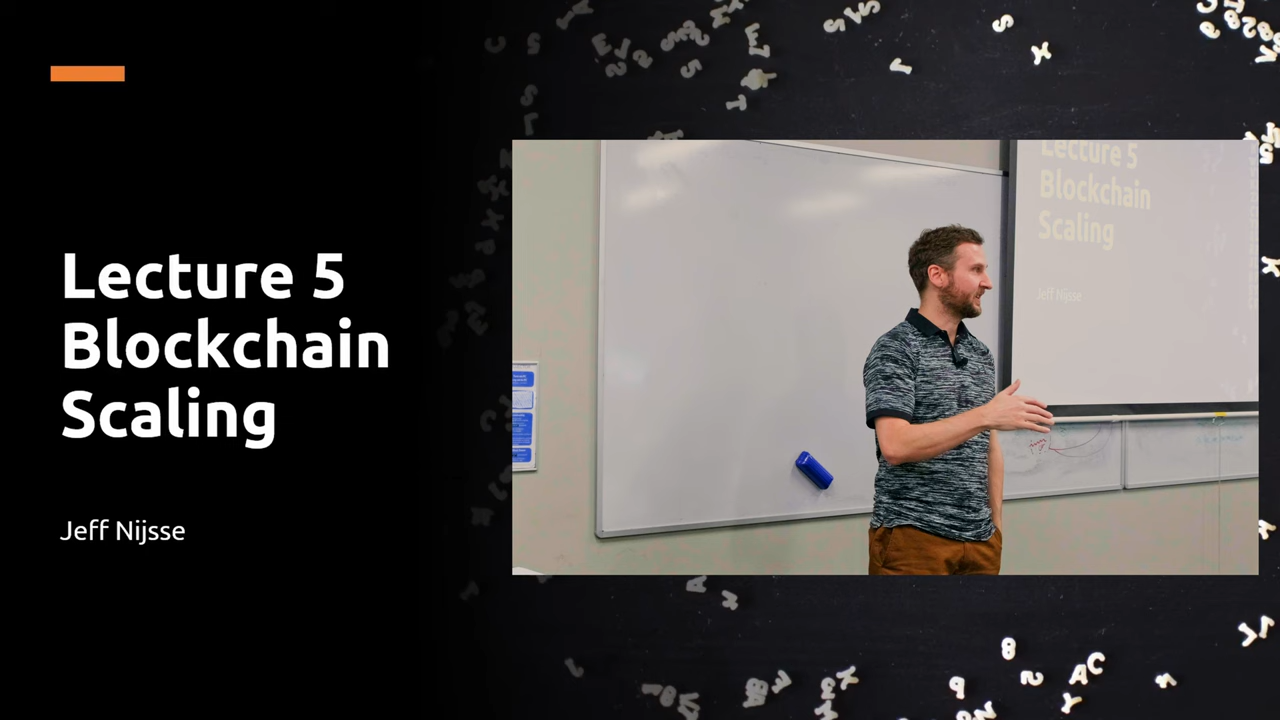 Lecture 5
Blockchain
Scaling
Jeff Nijsse
Lecture 5
Blockchain
Scaling
Jeff Nijsse